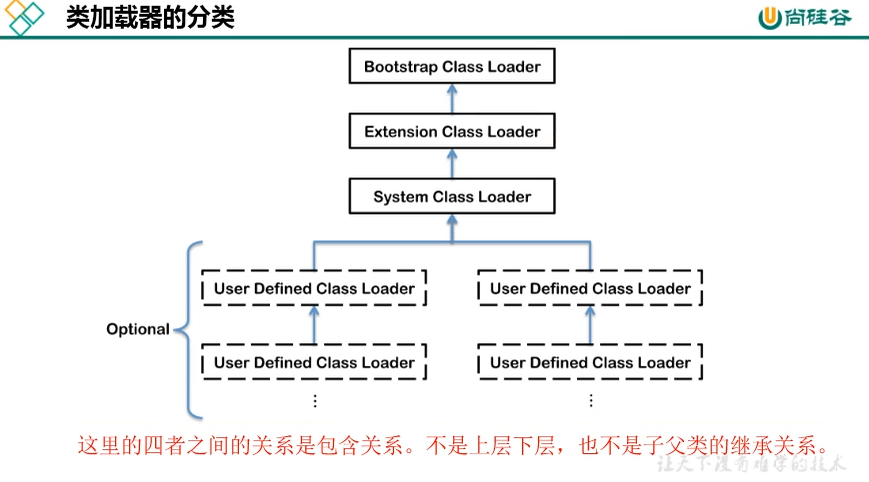 类加载器的分类
尚硅谷
Bootstrap Class Loader
Extension Class Loader
System Class Loader
User Defined Class Loader
User Defined Class Loader
Optional
User Defined Class Loader
User Defined Class Loader
⋮
⋮
这里的四者之间的关系是包含关系。不是上层下层，也不是子父类的继承关系。
让天下没有难学的技术